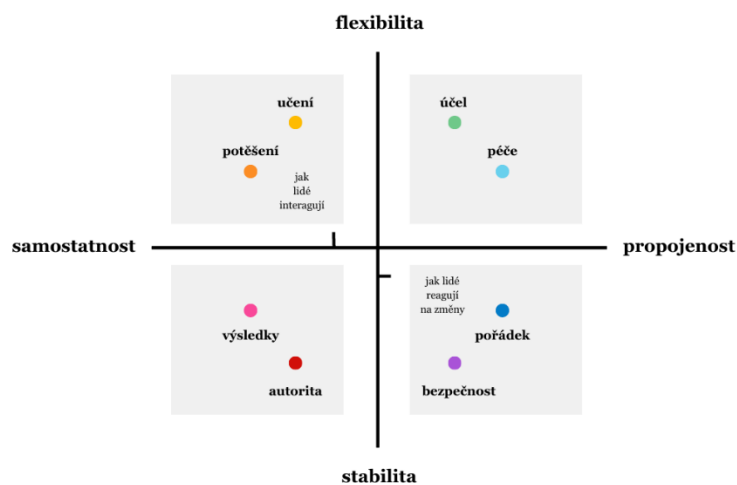 flexibilita
učení
účel
potěšení
péče
jak
lidé
interagují
samostatnost
propojenost
jak lidé
reagují
na změny
výsledky
pořádek
autorita
bezpečnost
stabilita